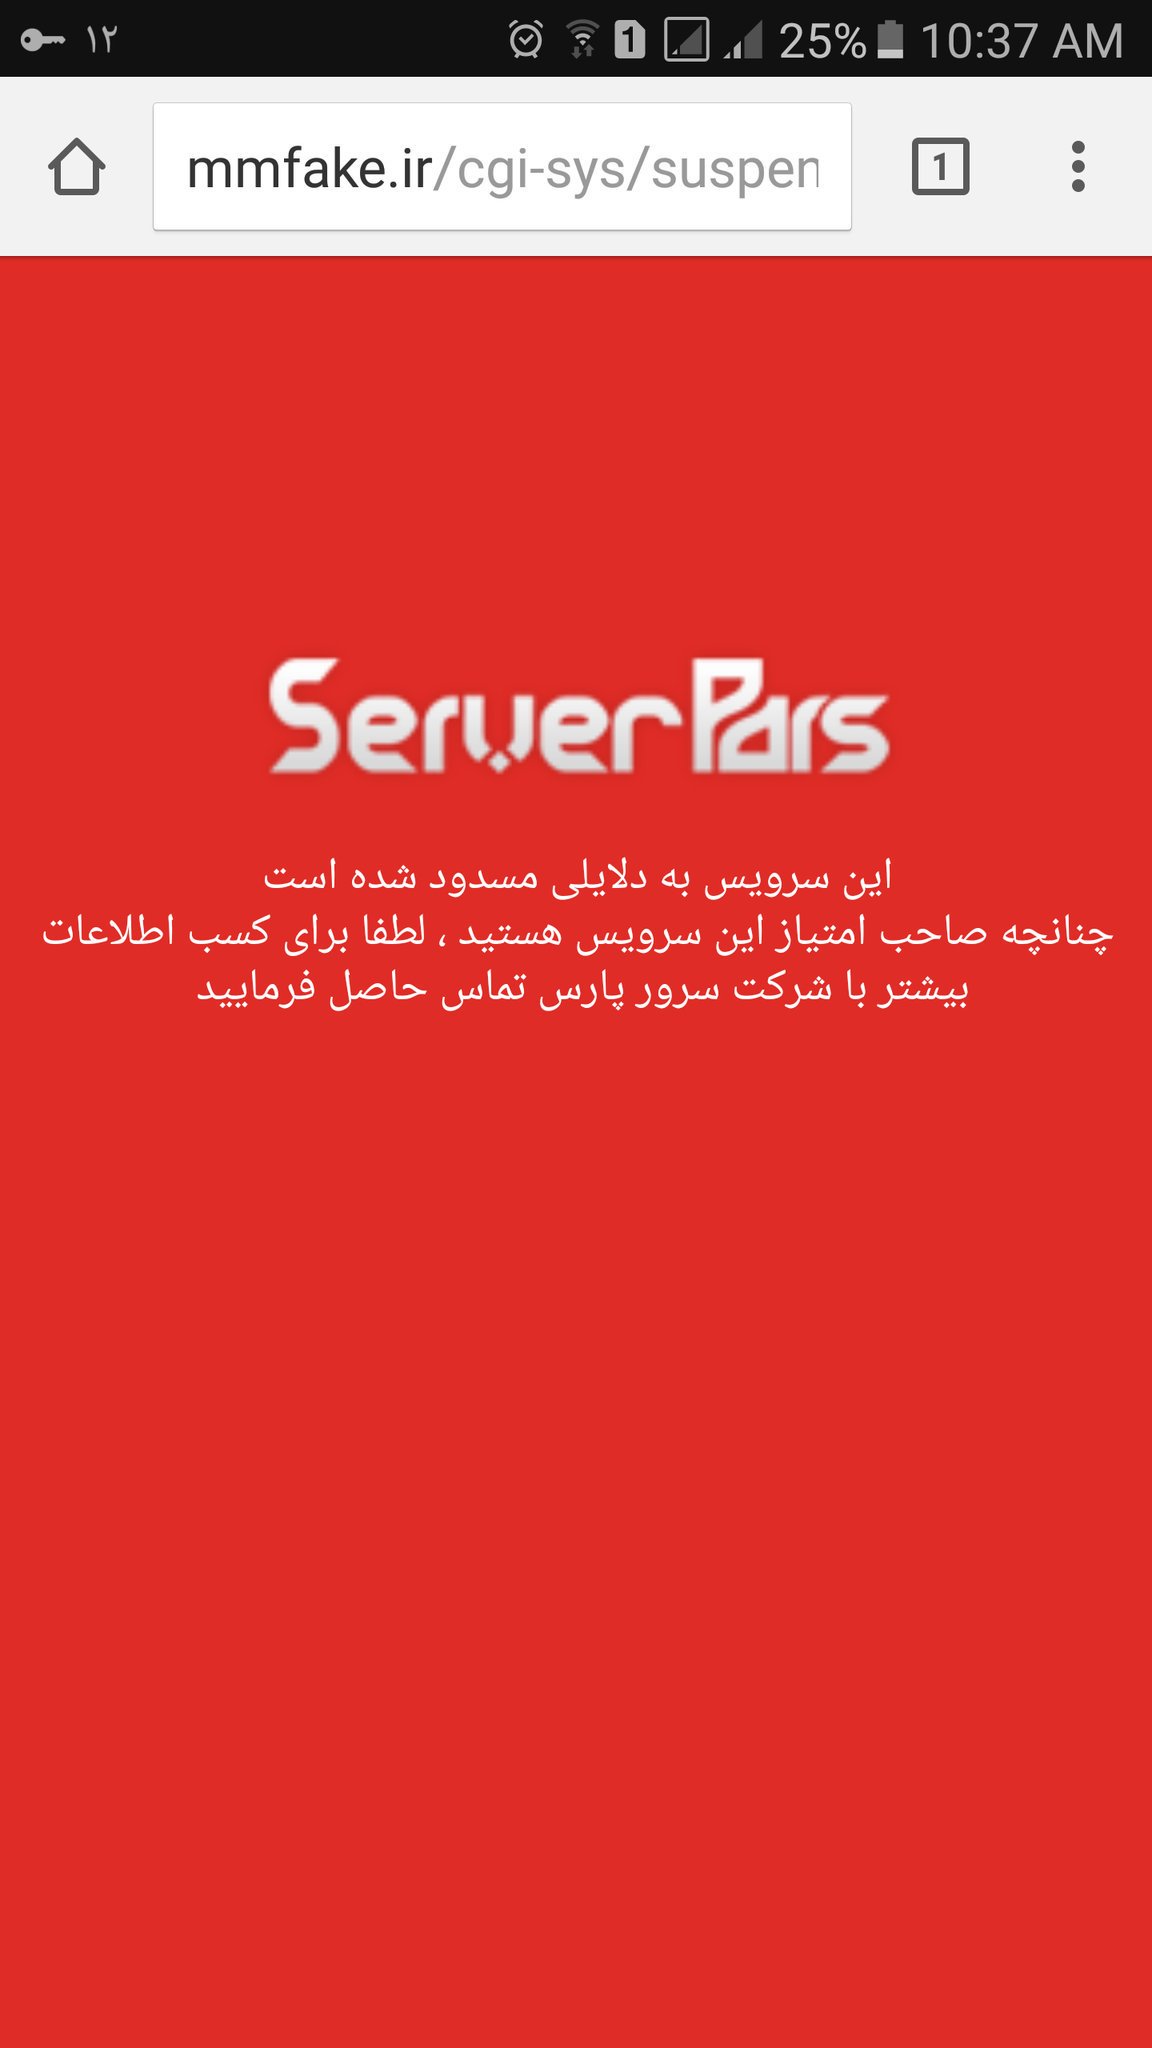 ۱۲ 1 25% 10:37 AM
mmfake.ir/cgi-sys/suspen 1
ServerPars
این سرویس به دلایلی مسدود شده است
چنانچه صاحب امتیاز این سرویس هستید ، لطفا برای کسب اطلاعات
بیشتر با شرکت سرور پارس تماس حاصل فرمایید